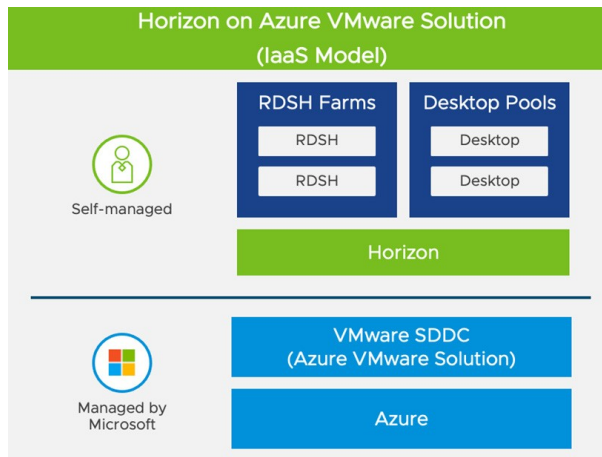 Horizon on Azure VMware Solution
(IaaS Model)
RDSH Farms
RDSH
RDSH
Desktop Pools
Desktop
Desktop
Self-managed
Horizon
VMware SDDC
(Azure VMware Solution)
Managed by
Microsoft
Azure